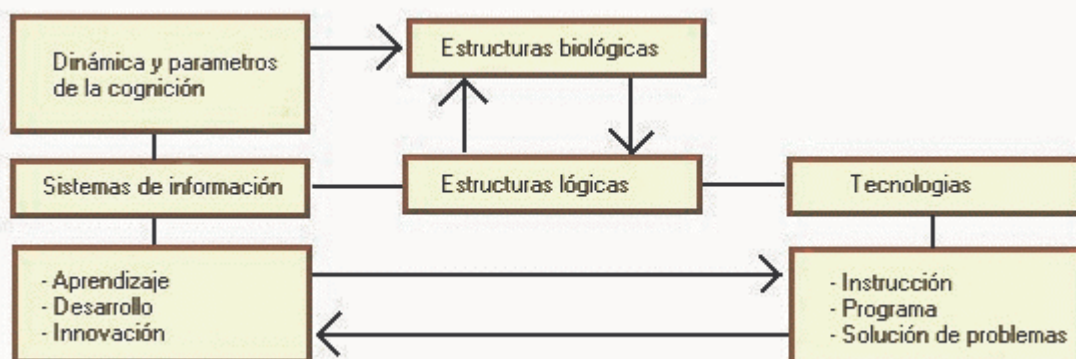 Dinámica y parametros
de la cognición
Estructuras biológicas
Sistemas de información
Estructuras lógicas
Tecnologias
- Aprendizaje
- Desarrollo
- Innovación
- Instrucción
- Programa
- Solución de problemas